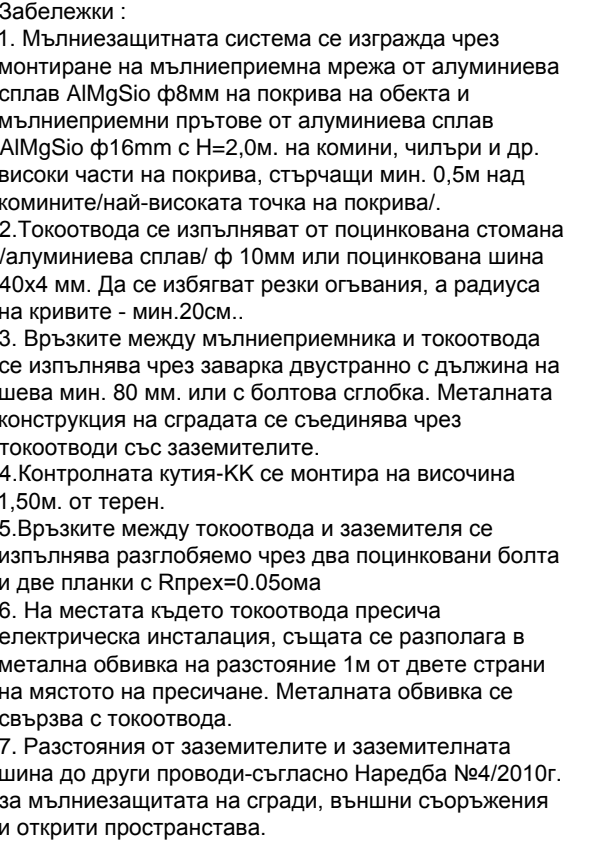 Забележки :
1. Мълниезащитната система се изгражда чрез
монтиране на мълниеприемна мрежа от алуминиева
сплав AlMgSio ф8мм на покрива на обекта и
мълниеприемни прътове от алуминиева сплав
AlMgSio ф16mm с H=2,0м. на комини, чилъри и др.
високи части на покрива, стърчащи мин. 0,5м над
комините/най-високата точка на покрива/.
2.Токоотвода се изпълняват от поцинкована стомана
/алуминиева сплав/ ф 10мм или поцинкована шина
40x4 мм. Да се избягват резки огъвания, а радиуса
на кривите - мин.20см..
3. Връзките между мълниеприемника и токоотвода
се изпълнява чрез заварка двустранно с дължина на
шева мин. 80 мм. или с болтова сглобка. Металната
конструкция на сградата се съединява чрез
токоотводи със заземителите.
4.Контролната кутия-КК се монтира на височина
1,50м. от терен.
5.Връзките между токоотвода и заземителя се
изпълнява разглобяемо чрез два поцинковани болта
и две планки с Rпрех=0.05ома
6. На местата където токоотвода пресича
електрическа инсталация, същата се разполага в
метална обвивка на разстояние 1м от двете страни
на мястото на пресичане. Металната обвивка се
свързва с токоотвода.
7. Разстояния от заземителите и заземителната
шина до други проводи-съгласно Наредба №4/2010г.
за мълниезащитата на сгради, външни съоръжения
и открити пространстава.